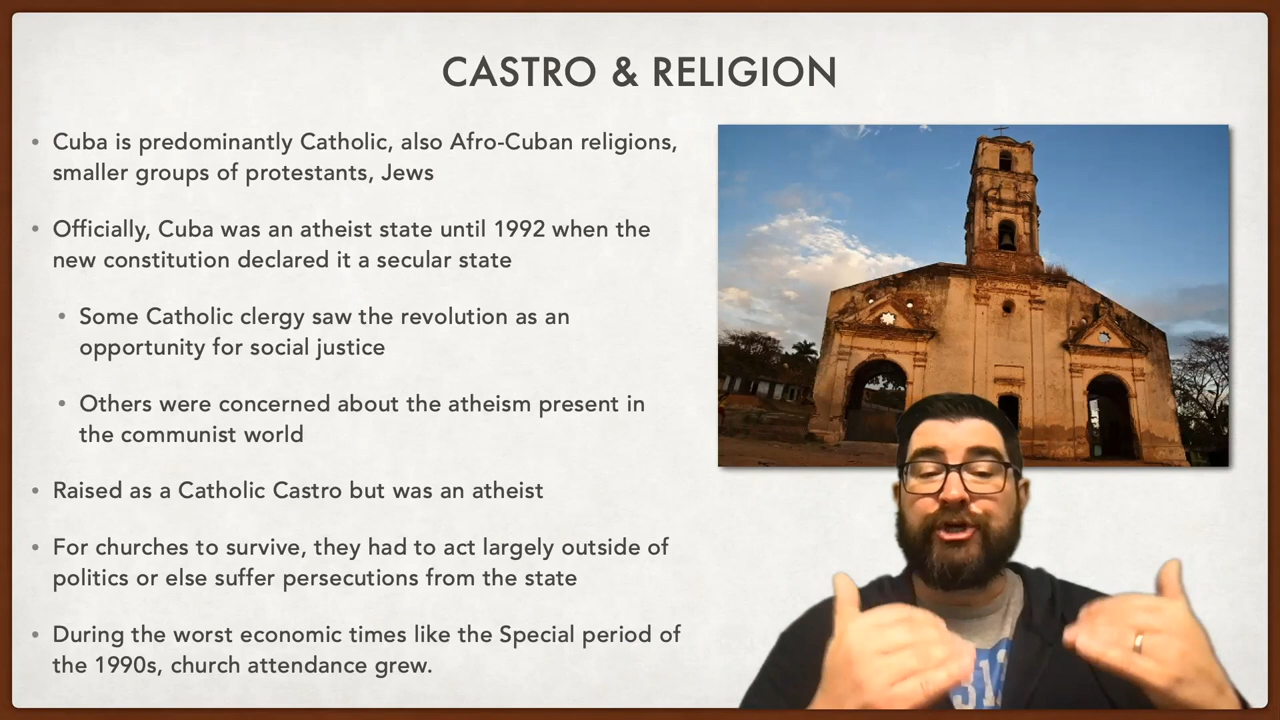 CASTRO & RELIGION
• Cuba is predominantly Catholic, also Afro-Cuban religions,
smaller groups of protestants, Jews
• Officially, Cuba was an atheist state until 1992 when the
new constitution declared it a secular state
• Some Catholic clergy saw the revolution as an
opportunity for social justice
• Others were concerned about the atheism present in
the communist world
• Raised as a Catholic Castro but was an atheist
• For churches to survive, they had to act largely outside of
politics or else suffer persecutions from the state
• During the worst economic times like the Special period of
the 1990s, church attendance grew.